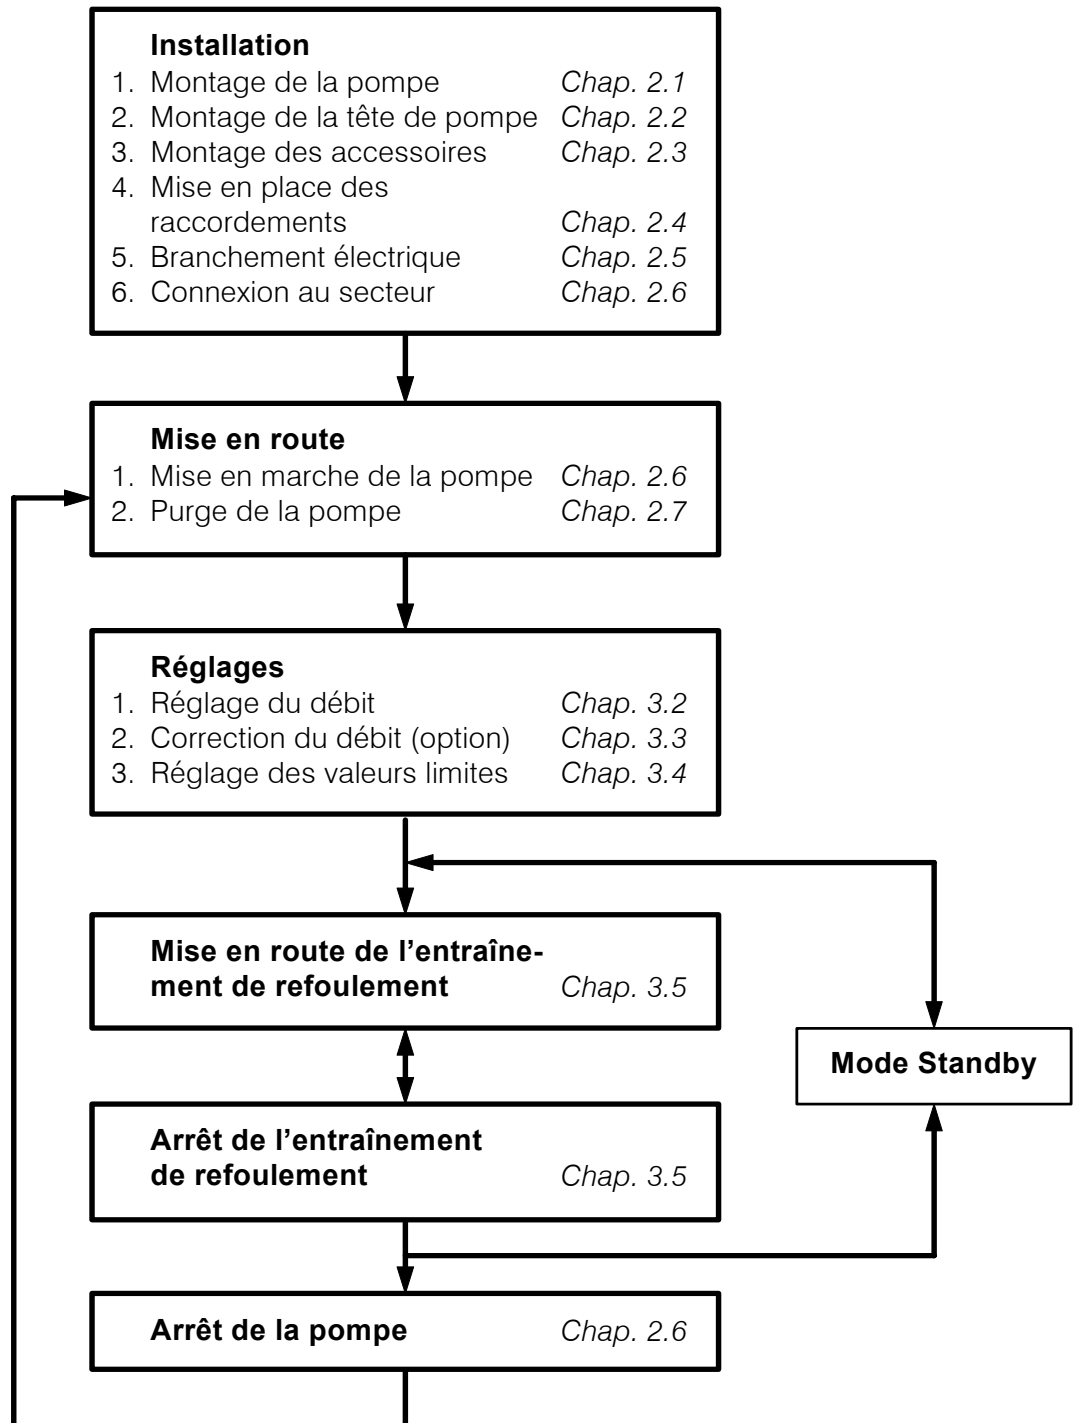 Installation
1. Montage de la pompe Chap. 2.1
2. Montage de la tête de pompe Chap. 2.2
3. Montage des accessoires Chap. 2.3
4. Mise en place des
raccordements Chap. 2.4
5. Branchement électrique Chap. 2.5
6. Connexion au secteur Chap. 2.6
Mise en route
1. Mise en marche de la pompe Chap. 2.6
2. Purge de la pompe Chap. 2.7
Réglages
1. Réglage du débit Chap. 3.2
2. Correction du débit (option) Chap. 3.3
3. Réglage des valeurs limites Chap. 3.4
Mise en route de l’entraîne-
ment de refoulement Chap. 3.5
Mode Standby
Arrêt de l’entraînement
de refoulement Chap. 3.5
Arrêt de la pompe Chap. 2.6